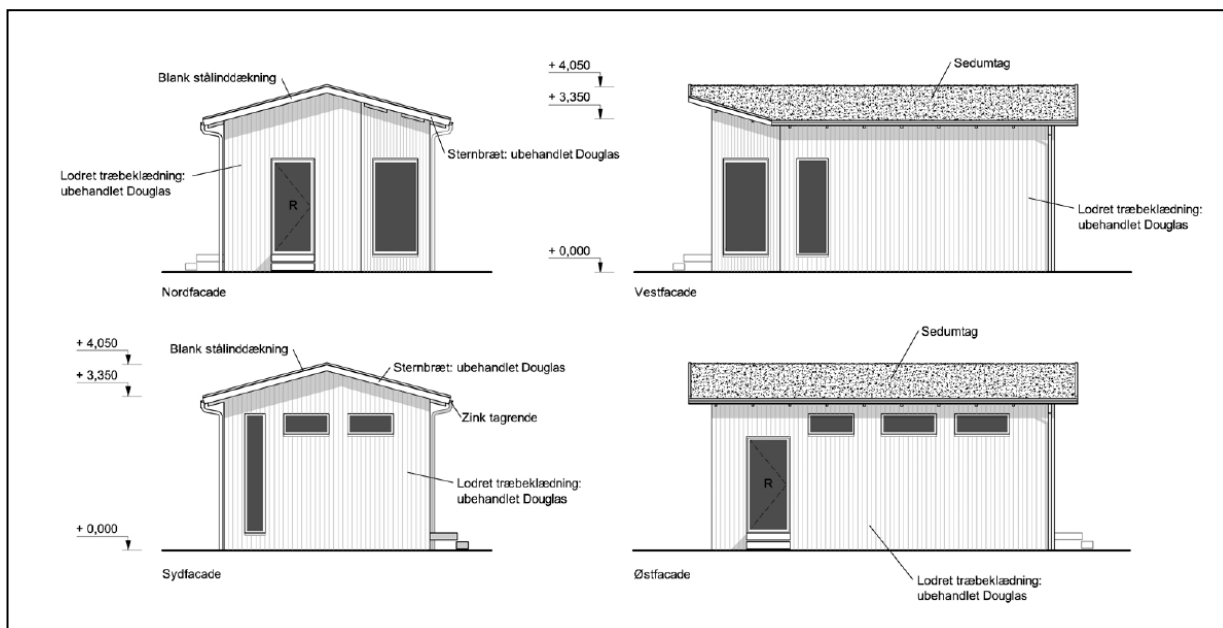 Blank stålinddækning
Sternbræt: ubehandlet Douglas
Lodret træbeklædning:
ubehandlet Douglas
R
Nordfacade
+ 4,050
+ 3,350
+ 0,000
Sedumtag
Lodret træbeklædning:
ubehandlet Douglas
Vestfacade
+ 4,050
+ 3,350
+ 0,000
Blank stålinddækning
Sternbræt: ubehandlet Douglas
Zink tagrende
Lodret træbeklædning:
ubehandlet Douglas
Sydfacade
Sedumtag
R
Lodret træbeklædning:
ubehandlet Douglas
Østfacade